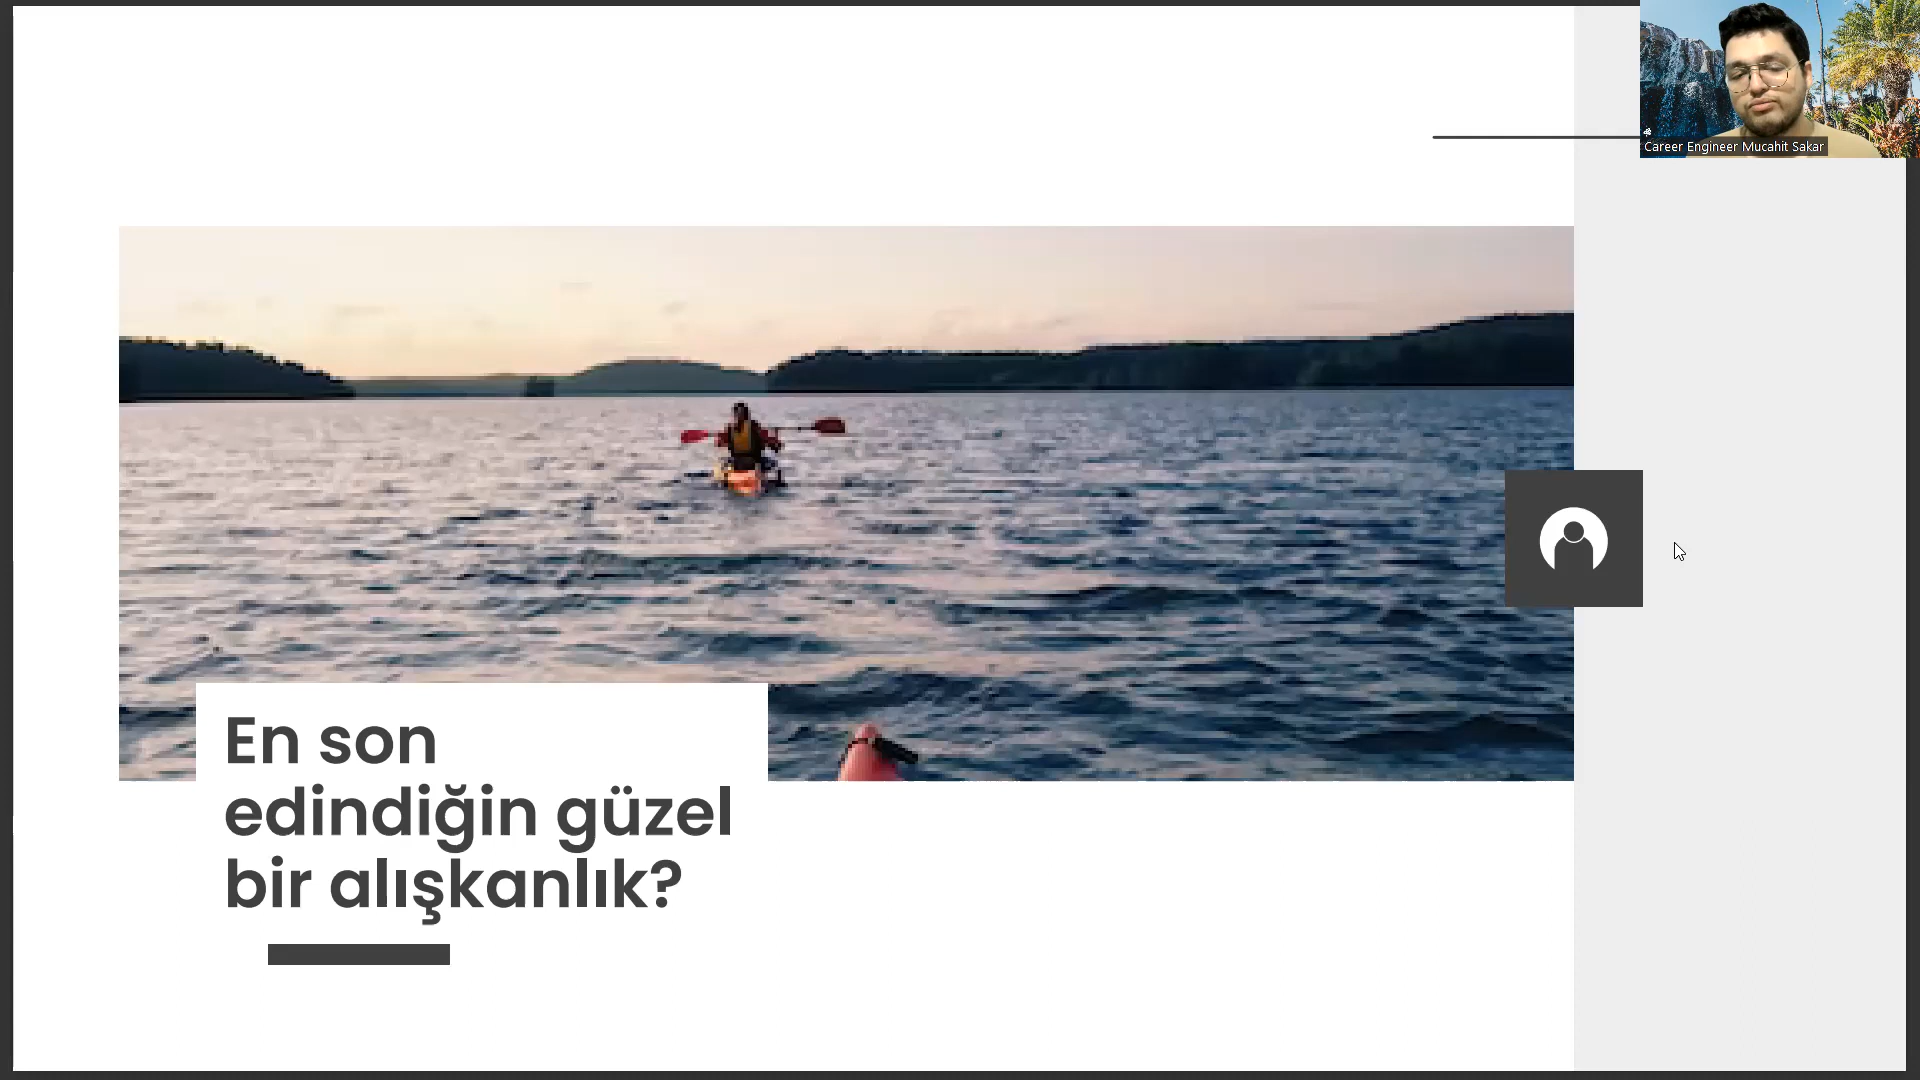 Career Engineer Mucahit Sakar
En son
edindiğin güzel
bir alışkanlık?